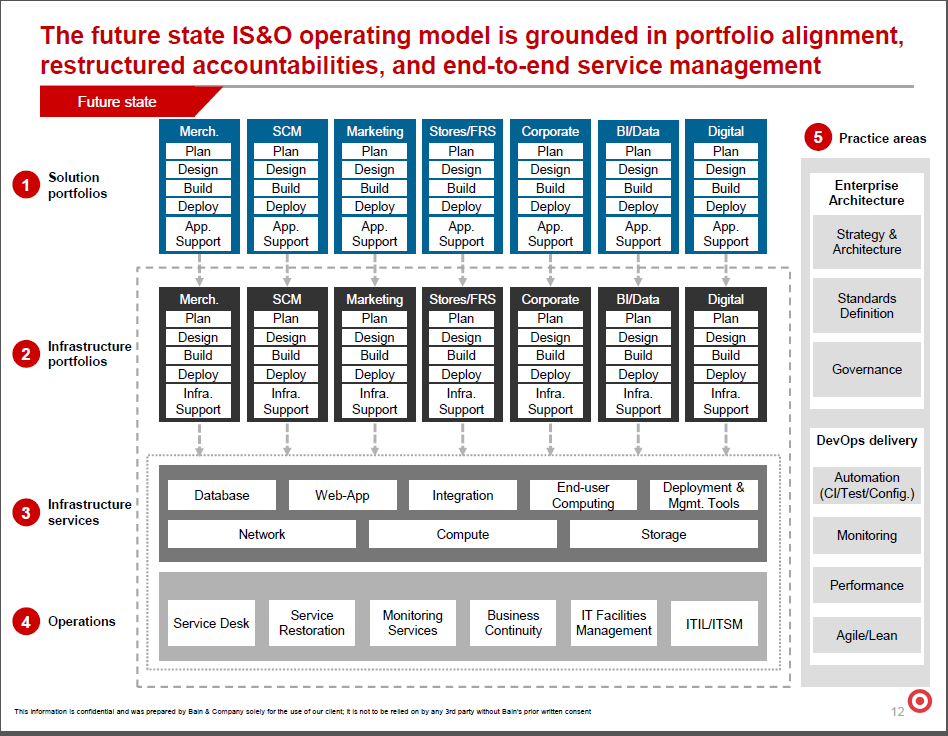 The future state IS&O operating model is grounded in portfolio alignment,
restructured accountabilities, and end-to-end service management
Future state
1
Solution
portfolios
Merch.
Plan
Design
Build
Deploy
App.
Support
SCM
Plan
Design
Build
Deploy
App.
Support
Marketing
Plan
Design
Build
Deploy
App.
Support
Stores/FRS
Plan
Design
Build
Deploy
App.
Support
Corporate
Plan
Design
Build
Deploy
App.
Support
BI/Data
Plan
Design
Build
Deploy
App.
Support
Digital
Plan
Design
Build
Deploy
App.
Support
2
Infrastructure
portfolios
Merch.
Plan
Design
Build
Deploy
Infra.
Support
SCM
Plan
Design
Build
Deploy
Infra.
Support
Marketing
Plan
Design
Build
Deploy
Infra.
Support
Stores/FRS
Plan
Design
Build
Deploy
Infra.
Support
Corporate
Plan
Design
Build
Deploy
Infra.
Support
BI/Data
Plan
Design
Build
Deploy
Infra.
Support
Digital
Plan
Design
Build
Deploy
Infra.
Support
3
Infrastructure
services
Database
Web-App
Integration
End-user
Computing
Deployment &
Mgmt. Tools
Network
Compute
Storage
4
Operations
Service Desk
Service
Restoration
Monitoring
Services
Business
Continuity
IT Facilities
Management
ITIL/ITSM
5
Practice areas
Enterprise
Architecture
Strategy &
Architecture
Standards
Definition
Governance
DevOps delivery
Automation
(CI/Test/Config.)
Monitoring
Performance
Agile/Lean
This information is confidential and was prepared by Bain & Company solely for the use of our client; it is not to be relied on by any 3rd party without Bain's prior written consent
12